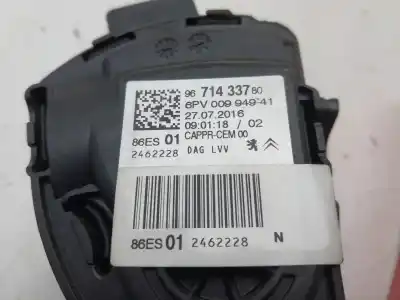 96 714 337 80
6PV 009 949-41
27.07.2016
09:01:18 / 02
86ES 01 CAPPR-CEM 00
2462228 DAG LVV
86ES 01 2462228 N